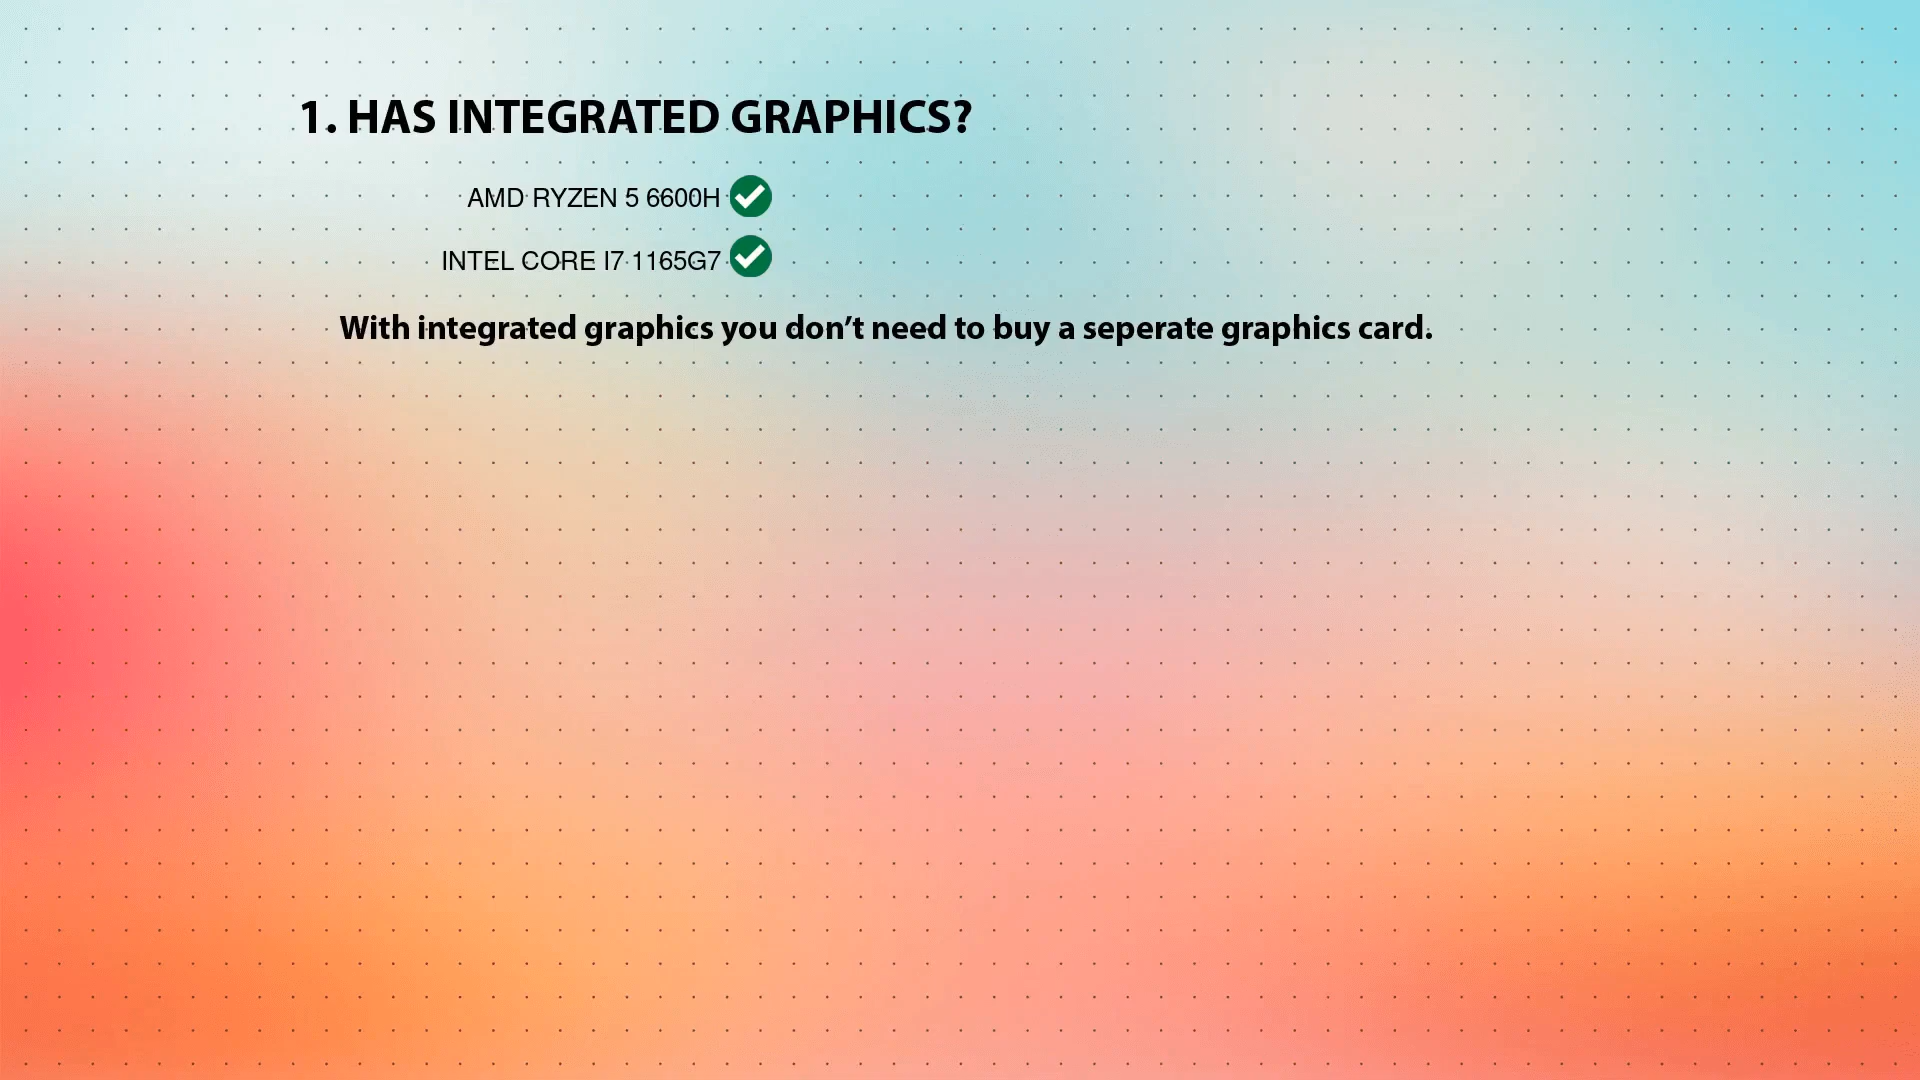 1. HAS INTEGRATED GRAPHICS?
AMD RYZEN 5 6600H
INTEL CORE I7 1165G7
With integrated graphics you don’t need to buy a seperate graphics card.